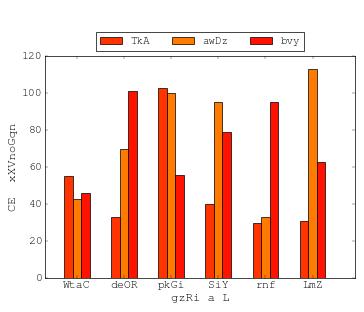 TkA awDz bvy
120
100
80
60
40
20
0
CE xXVnoGqn
WtaC deOR pkGi SiY rnf LmZ
gzRi a L